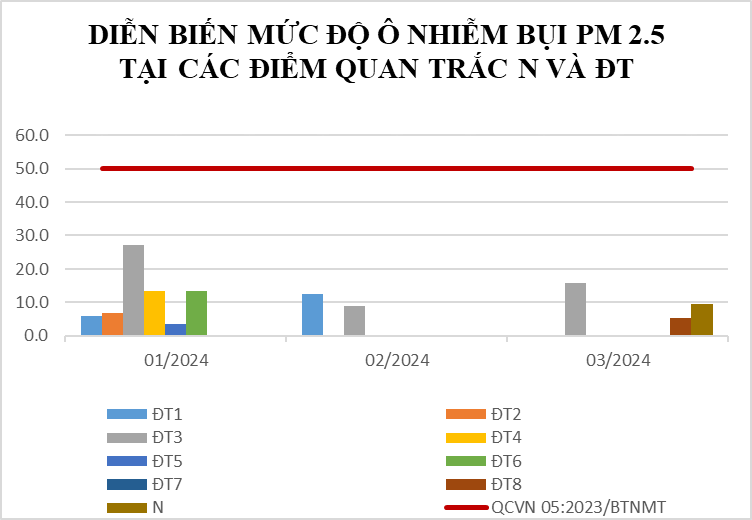 DIỄN BIẾN MỨC ĐỘ Ô NHIỄM BỤI PM 2.5
TẠI CÁC ĐIỂM QUAN TRẮC N VÀ ĐT
60.0
50.0
40.0
30.0
20.0
10.0
0.0
01/2024 02/2024 03/2024
ĐT1 ĐT2
ĐT3 ĐT4
ĐT5 ĐT6
ĐT7 ĐT8
N QCVN 05:2023/BTNMT